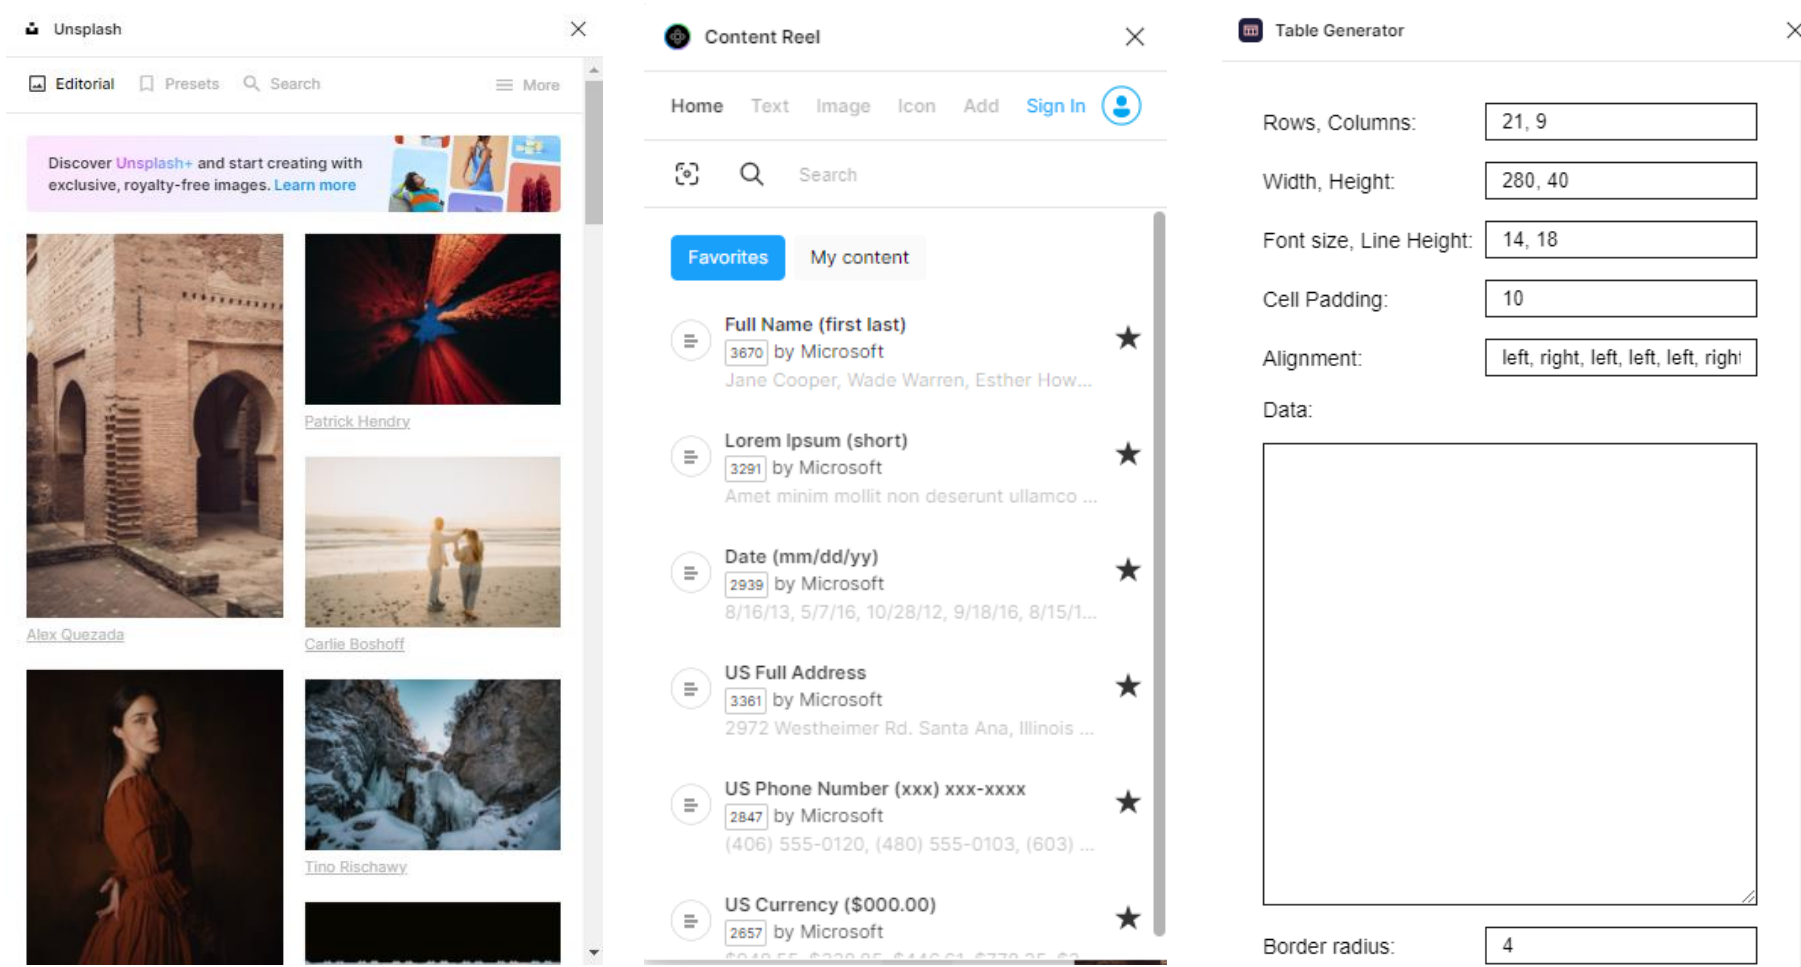 Unsplash
Editorial Presets Search More
Discover Unsplash+ and start creating with
exclusive, royalty-free images. Learn more
Alex Quezada
Patrick Hendry
Carlie Boshoff
Tino Rischawy
Content Reel
Home Text Image Icon Add Sign In
Search
Favorites My content
Full Name (first last)
3670 by Microsoft
Jane Cooper, Wade Warren, Esther How...
Lorem Ipsum (short)
3291 by Microsoft
Amet minim mollit non deserunt ullamco ...
Date (mm/dd/yy)
2939 by Microsoft
8/16/13, 5/7/16, 10/28/12, 9/18/16, 8/15/1...
US Full Address
3361 by Microsoft
2972 Westheimer Rd. Santa Ana, Illinois ...
US Phone Number (xxx) xxx-xxxx
2847 by Microsoft
(406) 555-0120, (480) 555-0103, (603) ...
US Currency ($000.00)
2657 by Microsoft
Table Generator
Rows, Columns: 21, 9
Width, Height: 280, 40
Font size, Line Height: 14, 18
Cell Padding: 10
Alignment: left, right, left, left, left, right
Data:
Border radius: 4